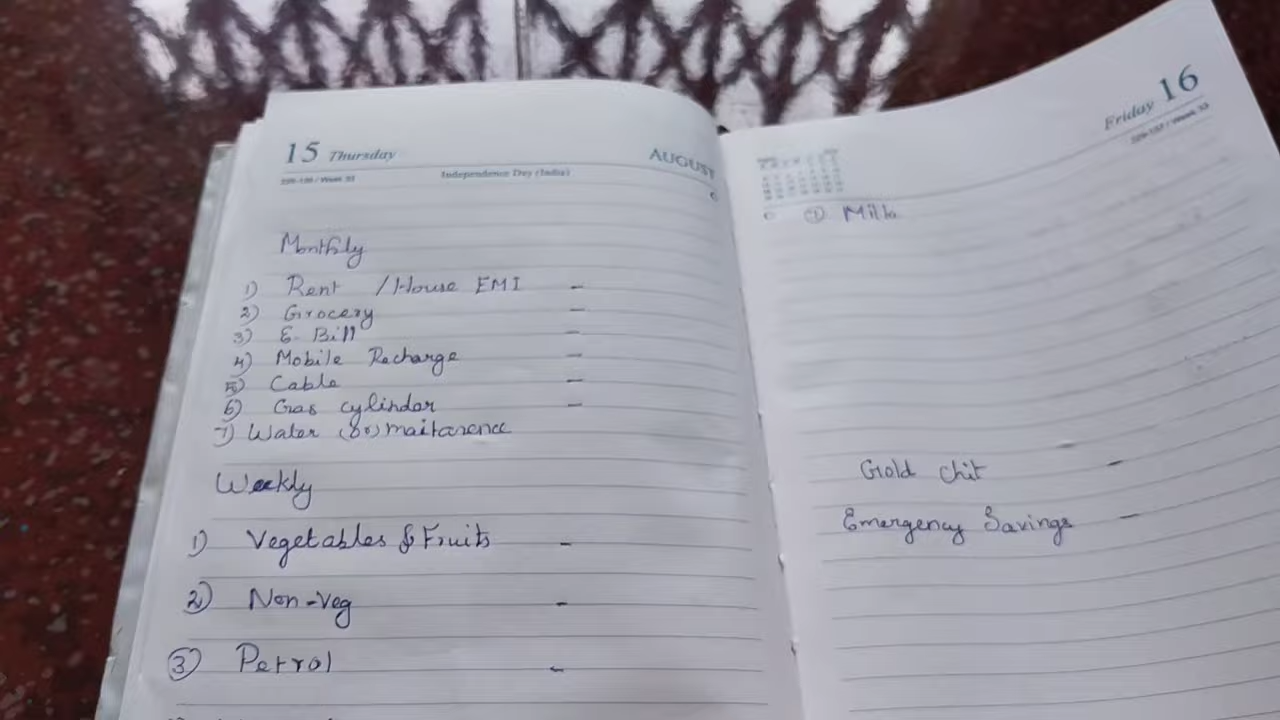 15 Thursday
AUGUST
Independence Day (India)
Monthly
1) Rent / House EMI -
2) Grocery -
3) E. Bill -
4) Mobile Recharge -
5) Cable -
6) Gas cylinder -
7) Water (or) maitanence
Weekly
1) Vegetables & Fruits -
2) Non-Veg -
3) Petrol -
Friday 16
Milk
Gold chit -
Emergency Savings -